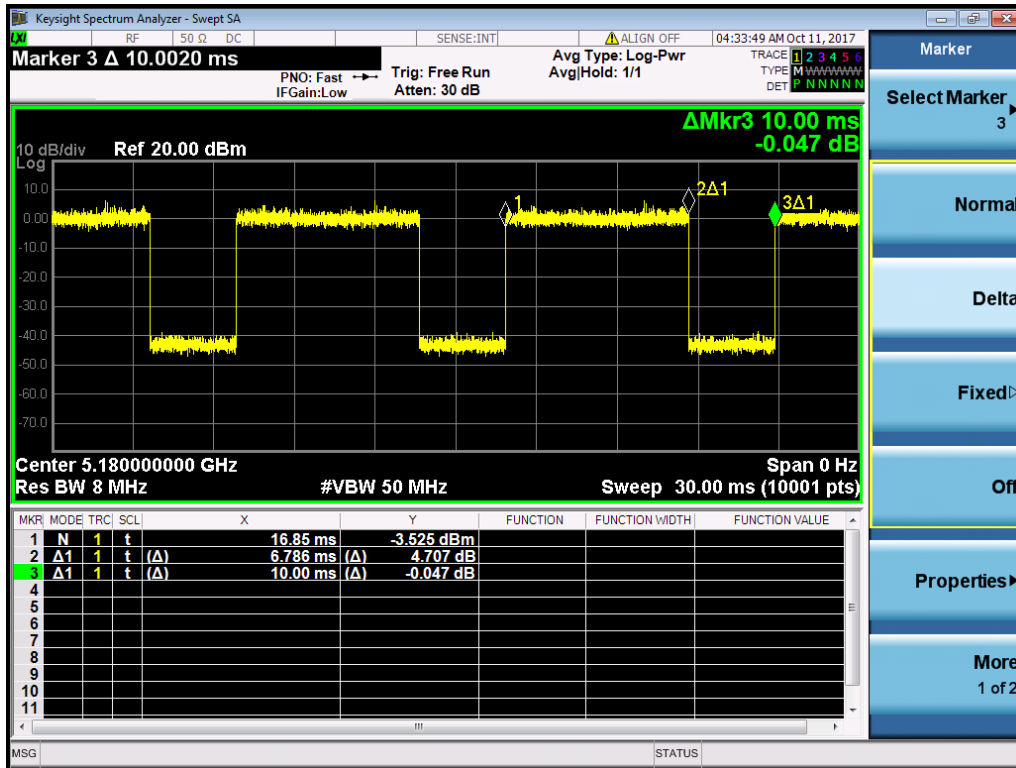 Keysight Spectrum Analyzer - Swept SA
LXI RF 50 Ω DC SENSE:INT ALIGN OFF 04:33:49 AM Oct 11, 2017
Marker 3 Δ 10.0020 ms
PNO: Fast
IFGain:Low
Trig: Free Run
Atten: 30 dB
Avg Type: Log-Pwr
Avg|Hold: 1/1
TRACE 1 2 3 4 5 6
TYPE M W W W W W
DET P N N N N N
ΔMkr3 10.00 ms
-0.047 dB
10 dB/div Ref 20.00 dBm
Log
10.0
0.00
-10.0
-20.0
-30.0
-40.0
-50.0
-60.0
-70.0
1
2Δ1
3Δ1
Center 5.180000000 GHz Span 0 Hz
Res BW 8 MHz #VBW 50 MHz Sweep 30.00 ms (10001 pts)
MKR MODE TRC SCL X Y FUNCTION FUNCTION WIDTH FUNCTION VALUE
1 N 1 t 16.85 ms -3.525 dBm
2 Δ1 1 t (Δ) 6.786 ms (Δ) 4.707 dB
3 Δ1 1 t (Δ) 10.00 ms (Δ) -0.047 dB
4
5
6
7
8
9
10
11
MSG STATUS
Marker
Select Marker
3
Normal
Delta
Fixed
Off
Properties
More
1 of 2